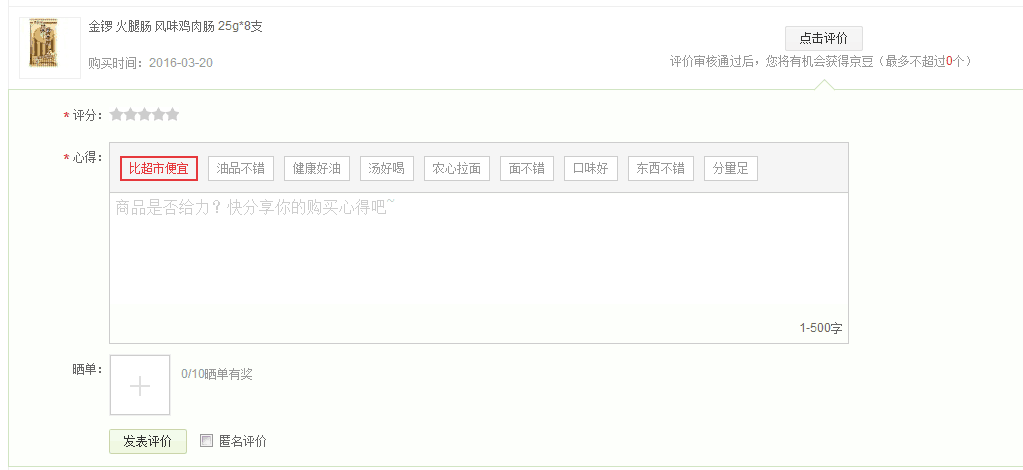 金锣 火腿肠 风味鸡肉肠 25g*8支
购买时间：2016-03-20
点击评价
评价审核通过后，您将有机会获得京豆（最多不超过0个）
* 评分：
* 心得： 比超市便宜 油品不错 健康好油 汤好喝 农心拉面 面不错 口味好 东西不错 分量足
商品是否给力？快分享你的购买心得吧~
1-500字
晒单： 0/10晒单有奖
发表评价 匿名评价